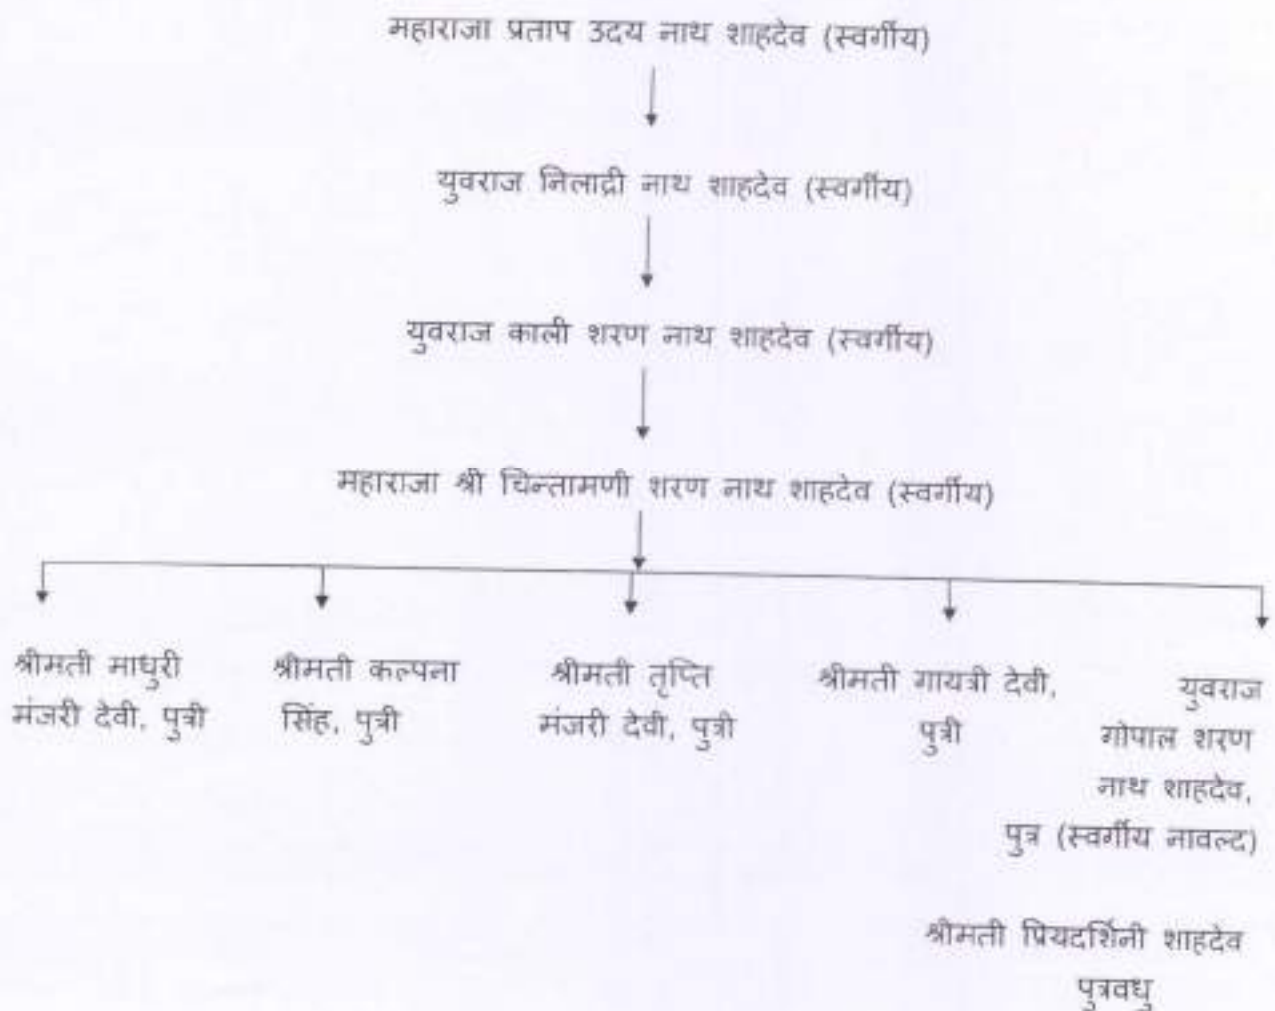 महाराजा प्रताप उदय नाथ शाहदेव (स्वर्गीय)
युवराज निलाद्री नाथ शाहदेव (स्वर्गीय)
युवराज काली शरण नाथ शाहदेव (स्वर्गीय)
महाराजा श्री चिन्तामणी शरण नाथ शाहदेव (स्वर्गीय)
श्रीमती माधुरी
मंजरी देवी, पुत्री
श्रीमती कल्पना
सिंह, पुत्री
श्रीमती तृप्ति
मंजरी देवी, पुत्री
श्रीमती गायत्री देवी,
पुत्री
युवराज
गोपाल शरण
नाथ शाहदेव,
पुत्र (स्वर्गीय नावल्द)
श्रीमती प्रियदर्शिनी शाहदेव
पुत्रवधु